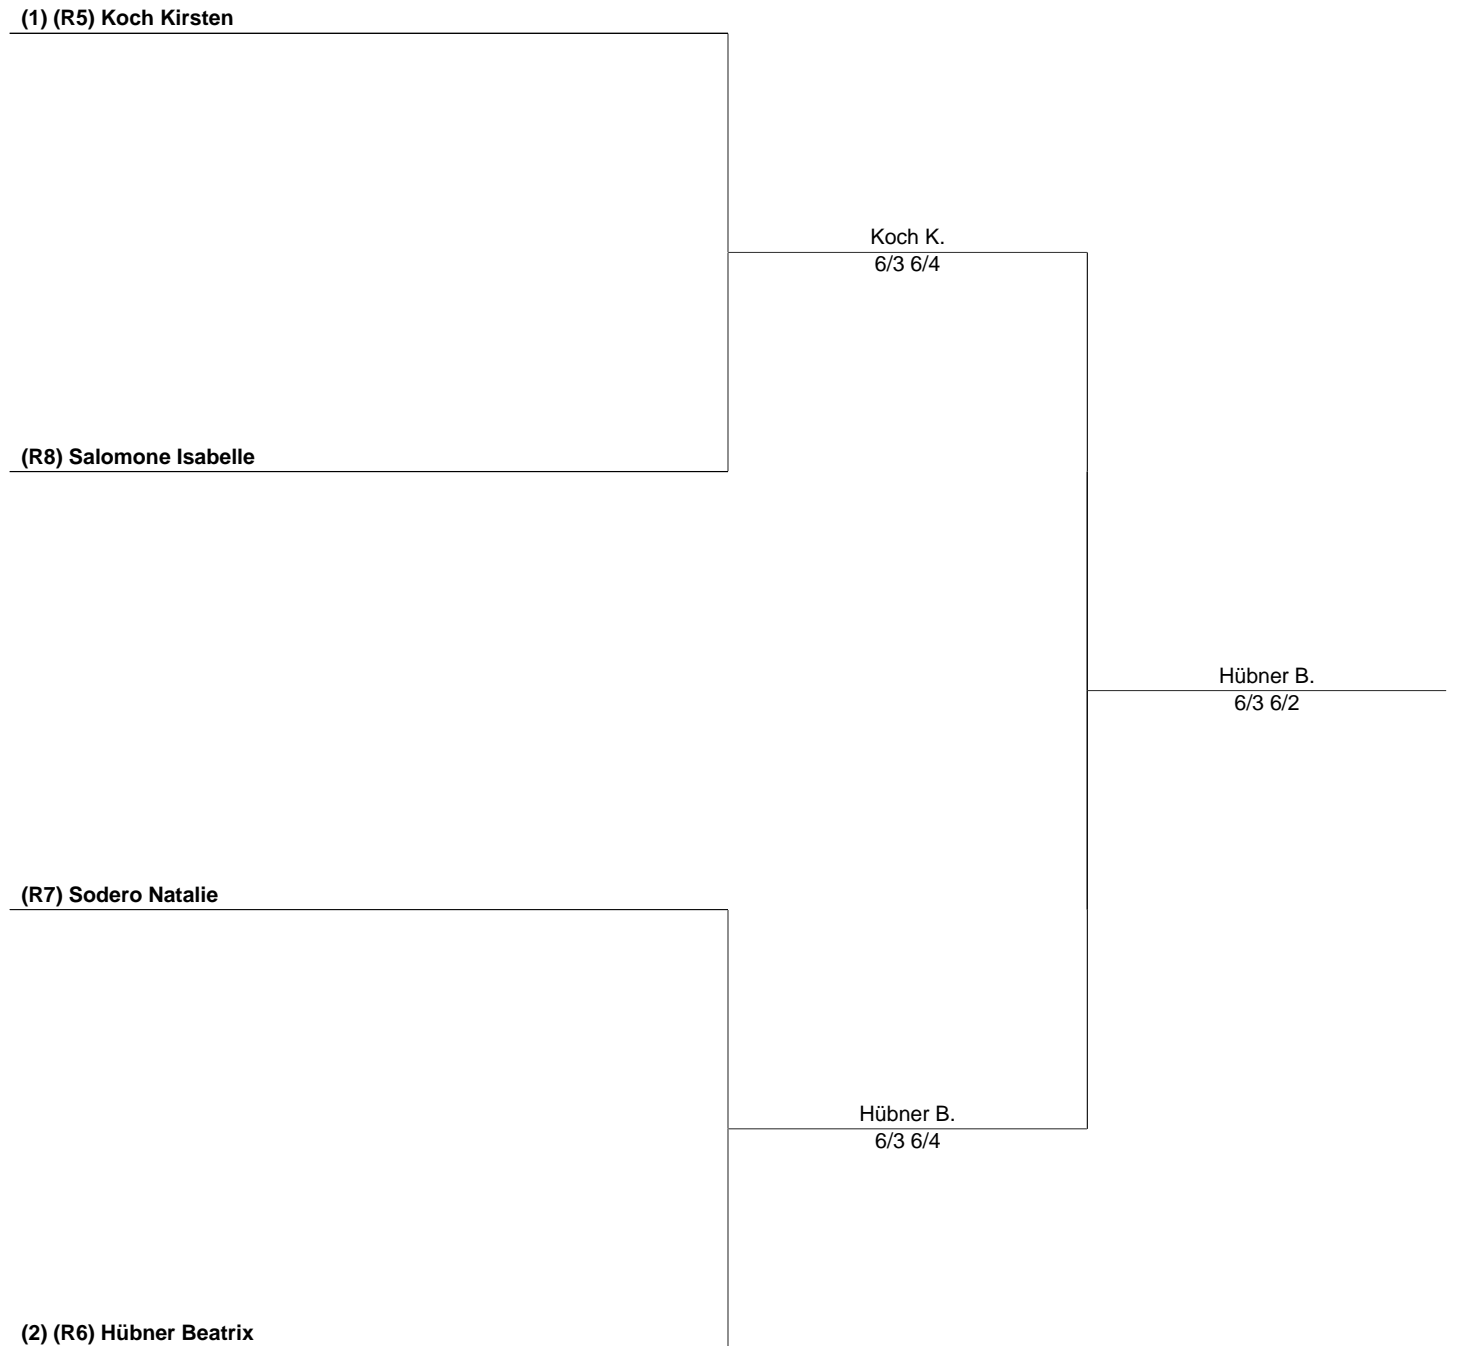 (1) (R5) Koch Kirsten
Koch K.
6/3 6/4
(R8) Salomone Isabelle
Hübner B.
6/3 6/2
(R7) Sodero Natalie
Hübner B.
6/3 6/4
(2) (R6) Hübner Beatrix